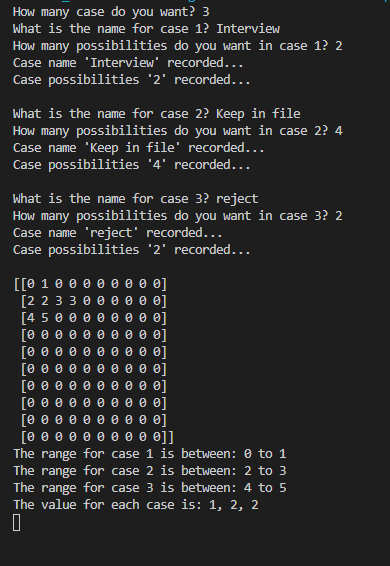 How many case do you want? 3
What is the name for case 1? Interview
How many possibilities do you want in case 1? 2
Case name 'Interview' recorded...
Case possibilities '2' recorded...
What is the name for case 2? Keep in file
How many possibilities do you want in case 2? 4
Case name 'Keep in file' recorded...
Case possibilities '4' recorded...
What is the name for case 3? reject
How many possibilities do you want in case 3? 2
Case name 'reject' recorded...
Case possibilities '2' recorded...
[[0 1 0 0 0 0 0 0 0 0]
[2 2 3 3 0 0 0 0 0 0]
[4 5 0 0 0 0 0 0 0 0]
[0 0 0 0 0 0 0 0 0 0]
[0 0 0 0 0 0 0 0 0 0]
[0 0 0 0 0 0 0 0 0 0]
[0 0 0 0 0 0 0 0 0 0]
[0 0 0 0 0 0 0 0 0 0]
[0 0 0 0 0 0 0 0 0 0]
[0 0 0 0 0 0 0 0 0 0]]
The range for case 1 is between: 0 to 1
The range for case 2 is between: 2 to 3
The range for case 3 is between: 4 to 5
The value for each case is: 1, 2, 2